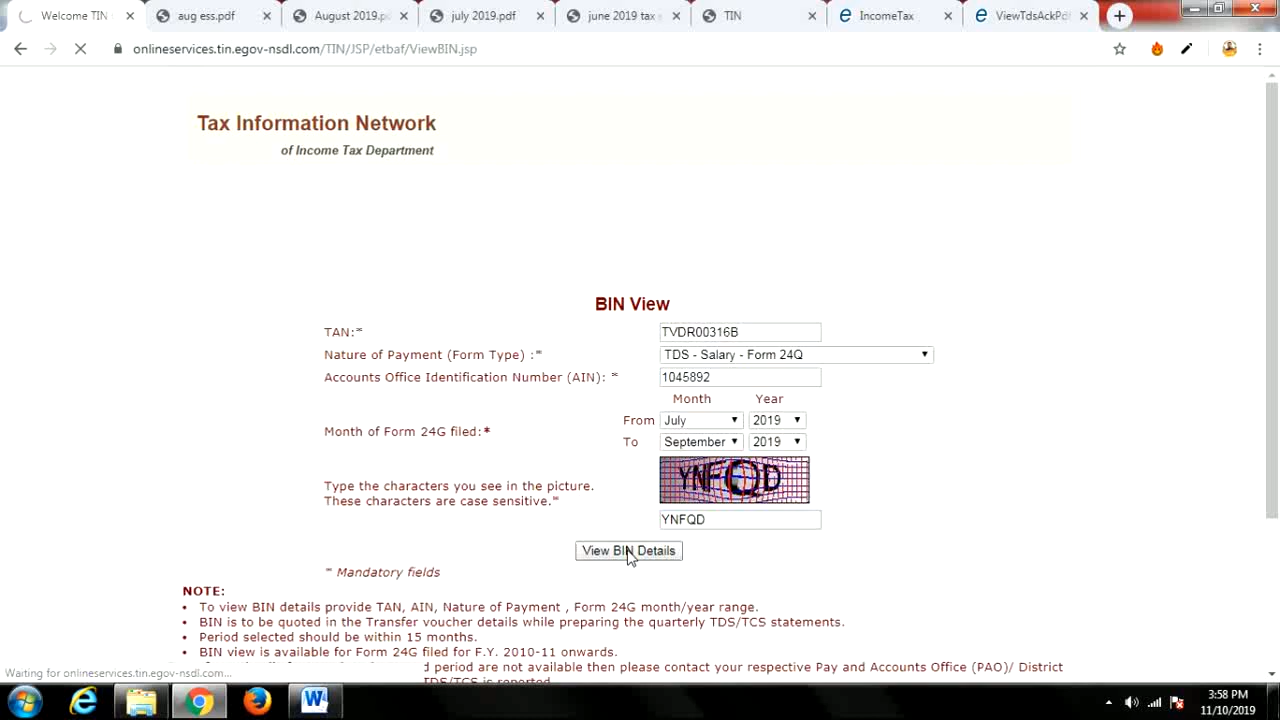 Welcome TIN
aug ess.pdf
August 2019.p
july 2019.pdf
june 2019 tax s
TIN
IncomeTax
ViewTdsAckPdf
onlineservices.tin.egov-nsdl.com/TIN/JSP/etbaf/ViewBIN.jsp
Tax Information Network
of Income Tax Department
BIN View
TAN:* TVDR00316B
Nature of Payment (Form Type) :* TDS - Salary - Form 24Q
Accounts Office Identification Number (AIN): * 1045892
Month Year
From July 2019
Month of Form 24G filed:*
To September 2019
YNFQD
Type the characters you see in the picture.
These characters are case sensitive.*
YNFQD
View BIN Details
* Mandatory fields
NOTE:
• To view BIN details provide TAN, AIN, Nature of Payment , Form 24G month/year range.
• BIN is to be quoted in the Transfer voucher details while preparing the quarterly TDS/TCS statements.
• Period selected should be within 15 months.
• BIN view is available for Form 24G filed for F.Y. 2010-11 onwards.
d period are not available then please contact your respective Pay and Accounts Office (PAO)/ District
TDS/TCS is reported
Waiting for onlineservices.tin.egov-nsdl.com...
3:58 PM
11/10/2019